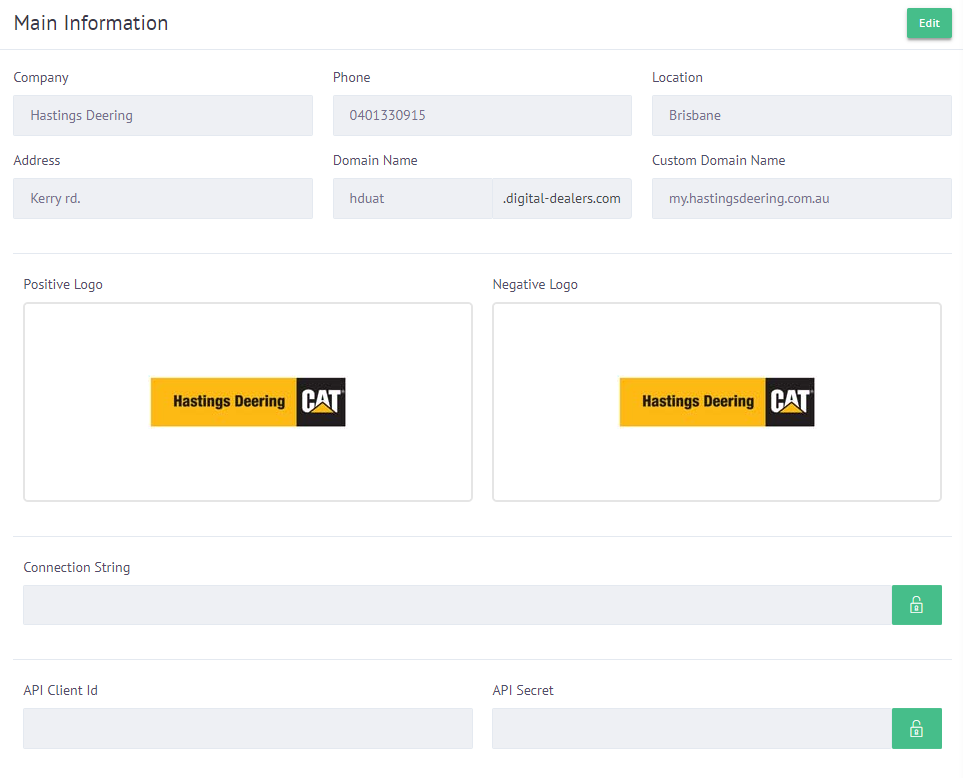 Main Information
Edit
Company
Phone
Location
Hastings Deering
0401330915
Brisbane
Address
Domain Name
Custom Domain Name
Kerry rd.
hduat
.digital-dealers.com
my.hastingsdeering.com.au
Positive Logo
Negative Logo
Hastings Deering CAT
Hastings Deering CAT
Connection String
API Client Id
API Secret